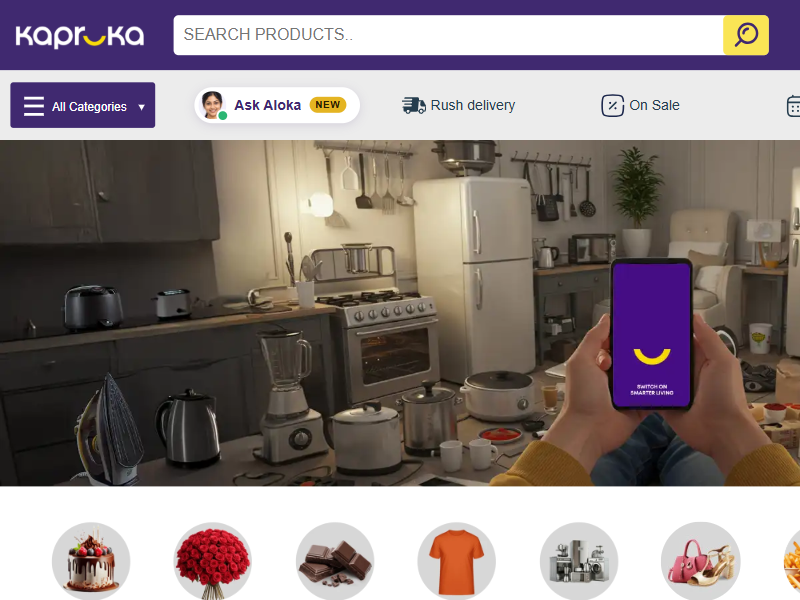 kapruka
SEARCH PRODUCTS..
All Categories ▼
Ask Aloka NEW
Rush delivery
On Sale
SWITCH ON
SMARTER LIVING